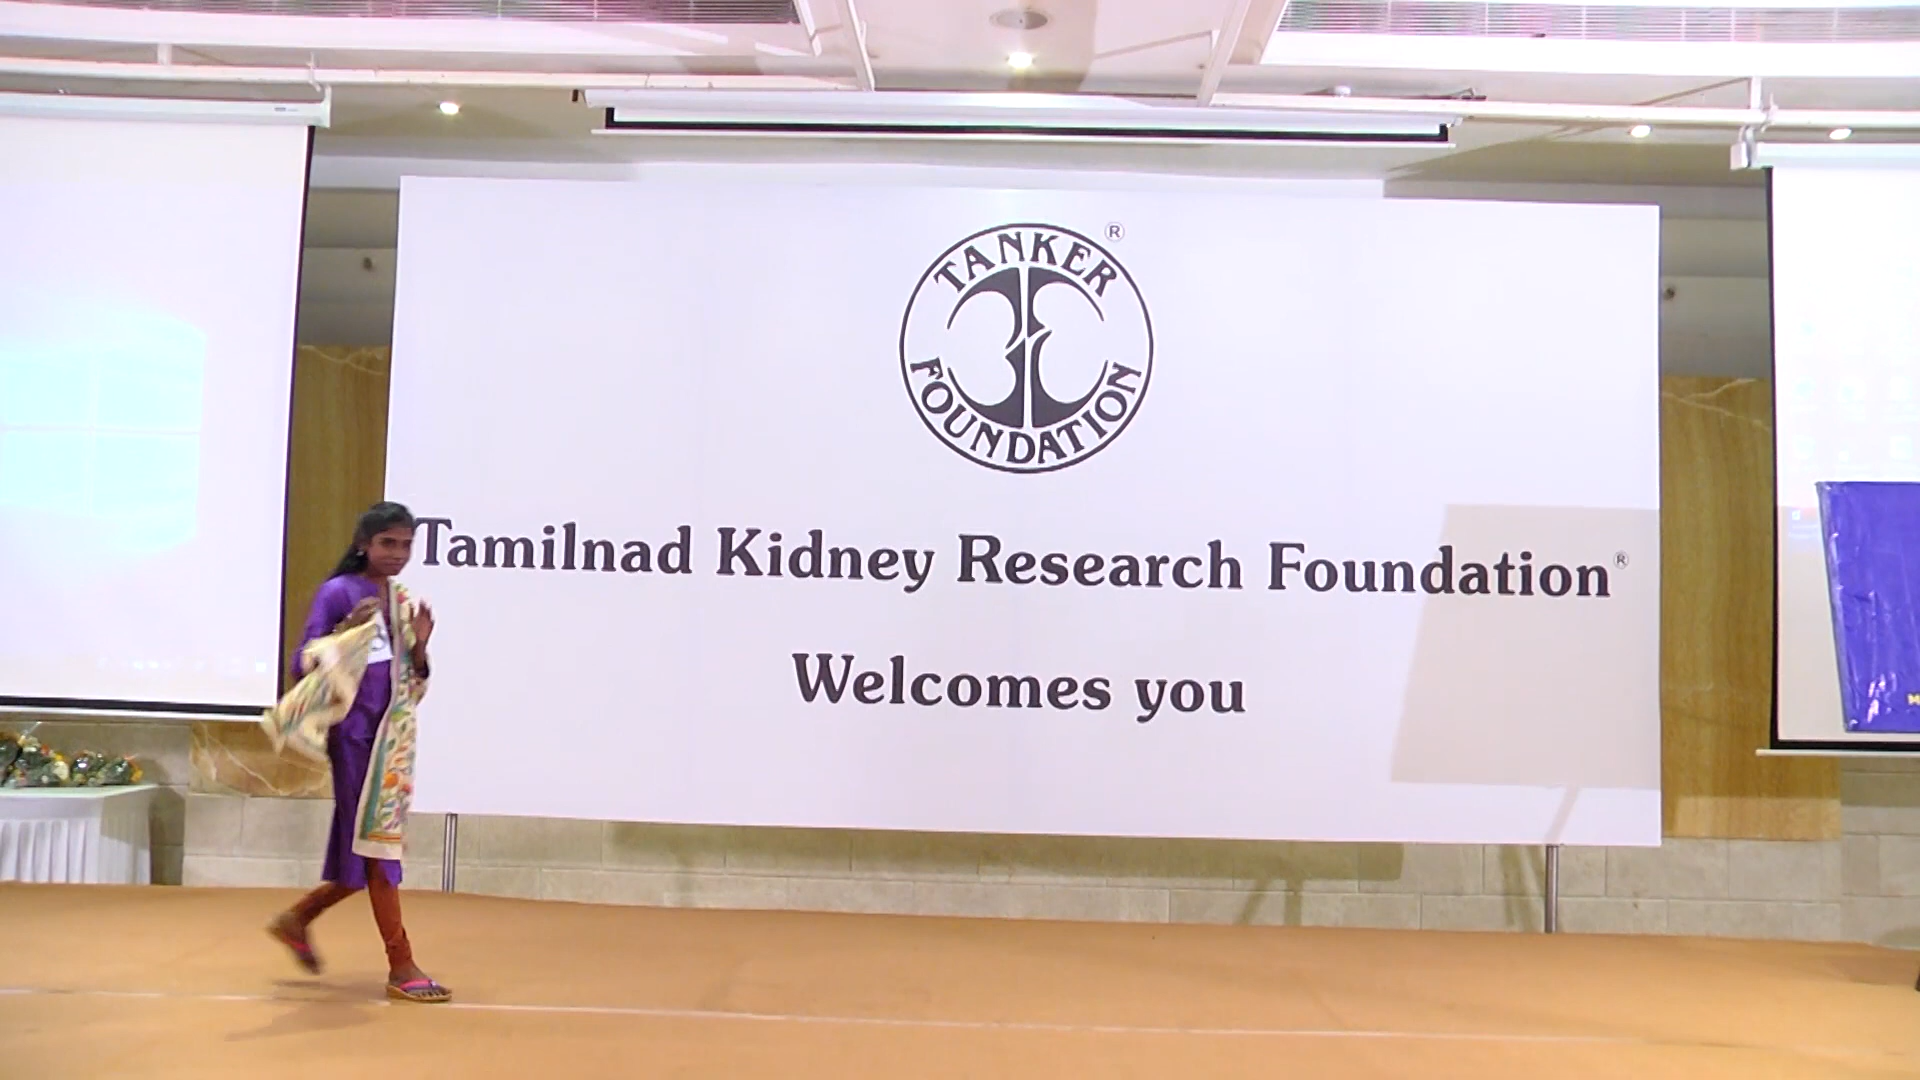 TANKER ®
FOUNDATION
Tamilnad Kidney Research Foundation®
Welcomes you